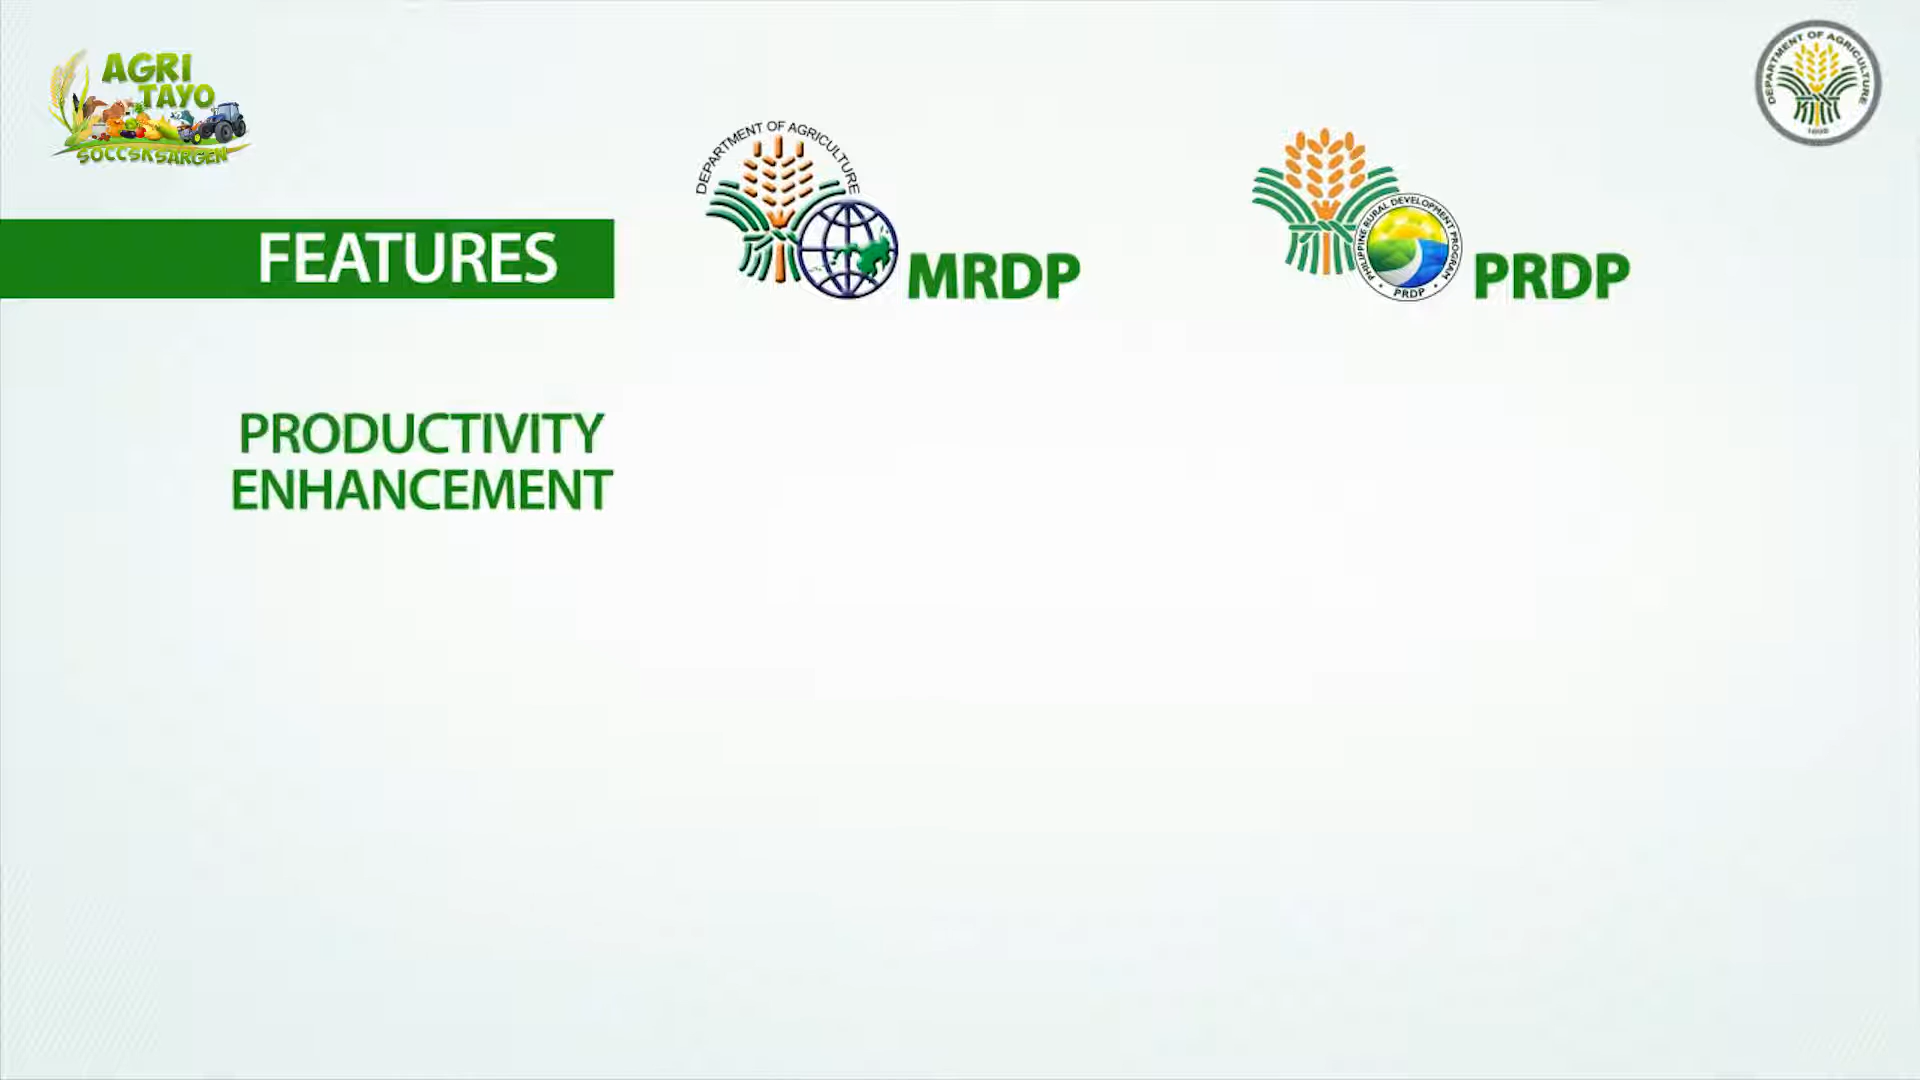 AGRI
TAYO
SOCCSKSARGEN
DEPARTMENT OF AGRICULTURE
1898
DEPARTMENT OF AGRICULTURE
MRDP
PHILIPPINE RURAL DEVELOPMENT PROGRAM
PRDP
PRDP
FEATURES
PRODUCTIVITY
ENHANCEMENT